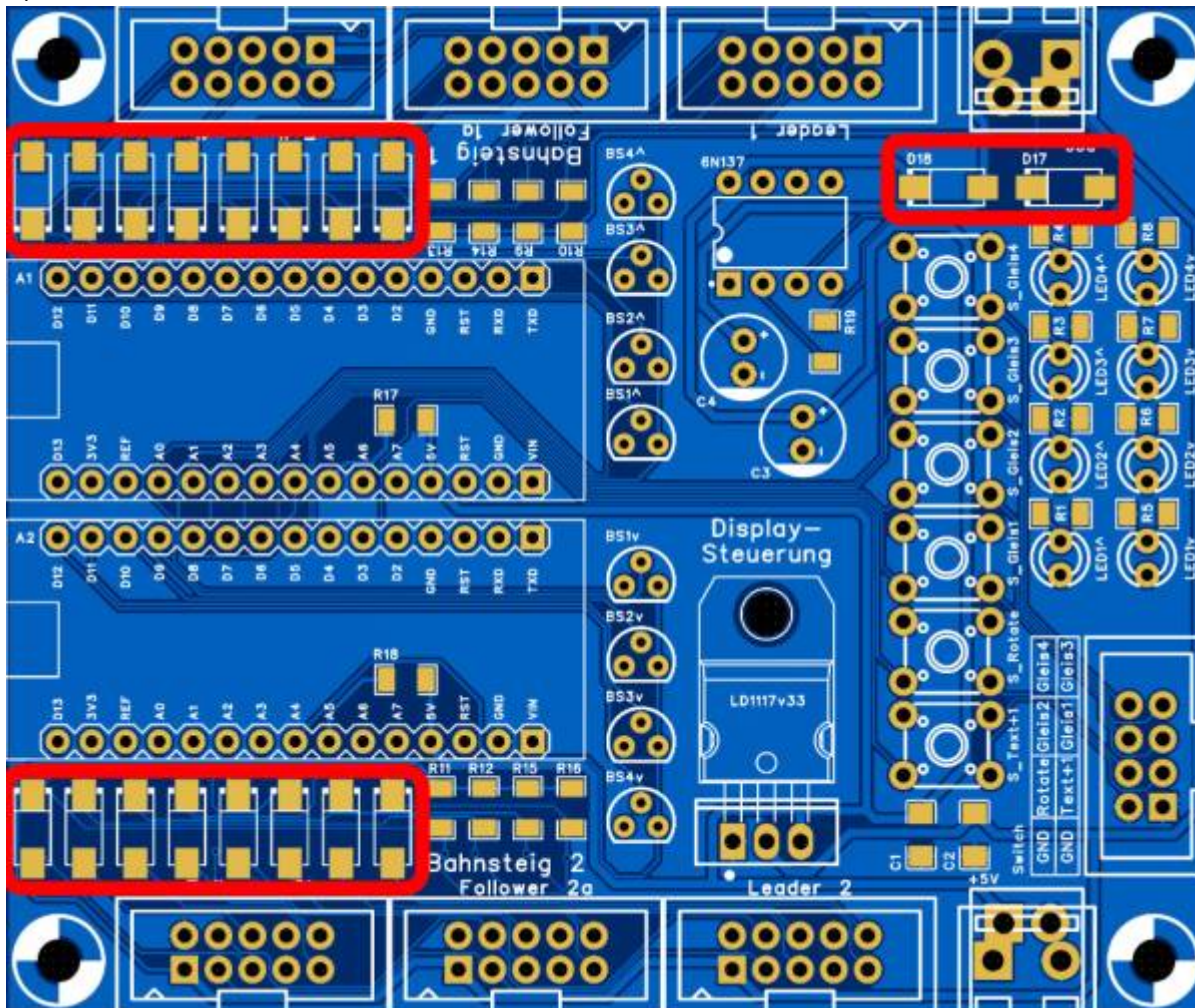 Follower 1a
Leader 1
Bahnsteig 1
BS4^
6N137
D18
D17
R13
R14
R9
R10
R4
R8
BS3^
S_Gleis4
LED4^
LED4v
A1
D12
D11
D10
D9
D8
D7
D6
D5
D4
D3
D2
GND
RST
RXD
TXD
BS2^
R19
R3
R7
S_Gleis3
LED3^
LED3v
R17
BS1^
C4
C3
R2
R6
S_Gleis2
LED2^
LED2v
D13
3V3
REF
A0
A1
A2
A3
A4
A5
A6
A7
5V
RST
GND
VIN
A2
D12
D11
D10
D9
D8
D7
D6
D5
D4
D3
D2
GND
RST
RXD
TXD
BS1v
Display-
Steuerung
S_Gleis1
R1
R5
LED1^
LED1v
BS2v
R18
S_Rotate
D13
3V3
REF
A0
A1
A2
A3
A4
A5
A6
A7
5V
RST
GND
VIN
BS3v
LD1117v33
S_Text+1
Switch
GND Rotate Gleis2 Gleis4
GND Text+1 Gleis1 Gleis3
R11
R12
R15
R16
BS4v
C1
C2
+5V
Bahnsteig 2
Follower 2a
Leader 2